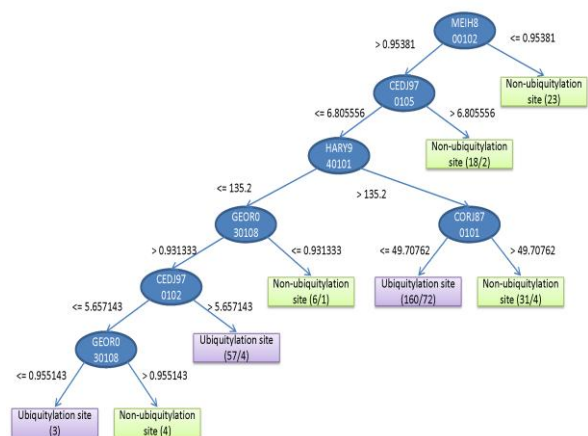 MEIH8
00102
> 0.95381
<= 0.95381
CEDJ97
0105
Non-ubiquitylation
site (23)
<= 6.805556
> 6.805556
HARY9
40101
Non-ubiquitylation
site (18/2)
<= 135.2
> 135.2
GEOR0
30108
CORJ87
0101
> 0.931333
<= 0.931333
<= 49.70762
> 49.70762
CEDJ97
0102
Non-ubiquitylation
site (6/1)
Ubiquitylation site
(160/72)
Non-ubiquitylation
site (31/4)
<= 5.657143
> 5.657143
GEOR0
30108
Ubiquitylation site
(57/4)
<= 0.955143
>0.955143
Ubiquitylation site
(3)
Non-ubiquitylation
site (4)